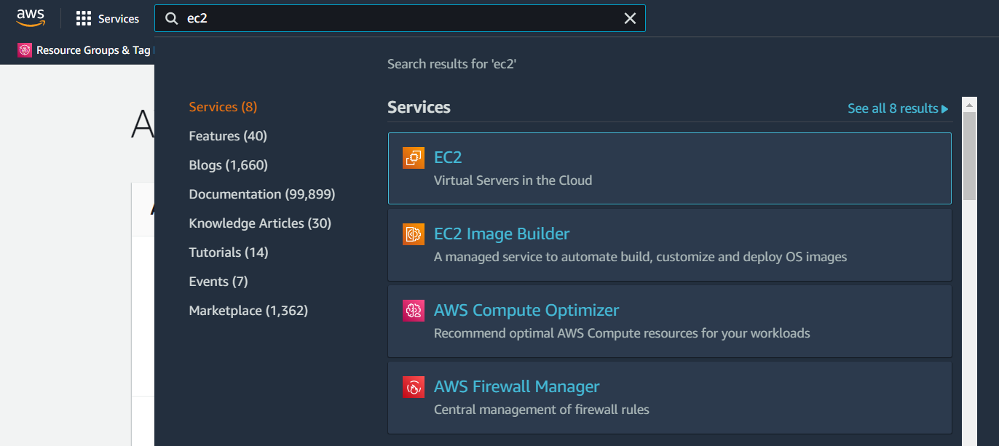 aws
Services
ec2
Resource Groups & Tag
Search results for 'ec2'
Services (8)
Features (40)
Blogs (1,660)
Documentation (99,899)
Knowledge Articles (30)
Tutorials (14)
Events (7)
Marketplace (1,362)
Services
See all 8 results
EC2
Virtual Servers in the Cloud
EC2 Image Builder
A managed service to automate build, customize and deploy OS images
AWS Compute Optimizer
Recommend optimal AWS Compute resources for your workloads
AWS Firewall Manager
Central management of firewall rules